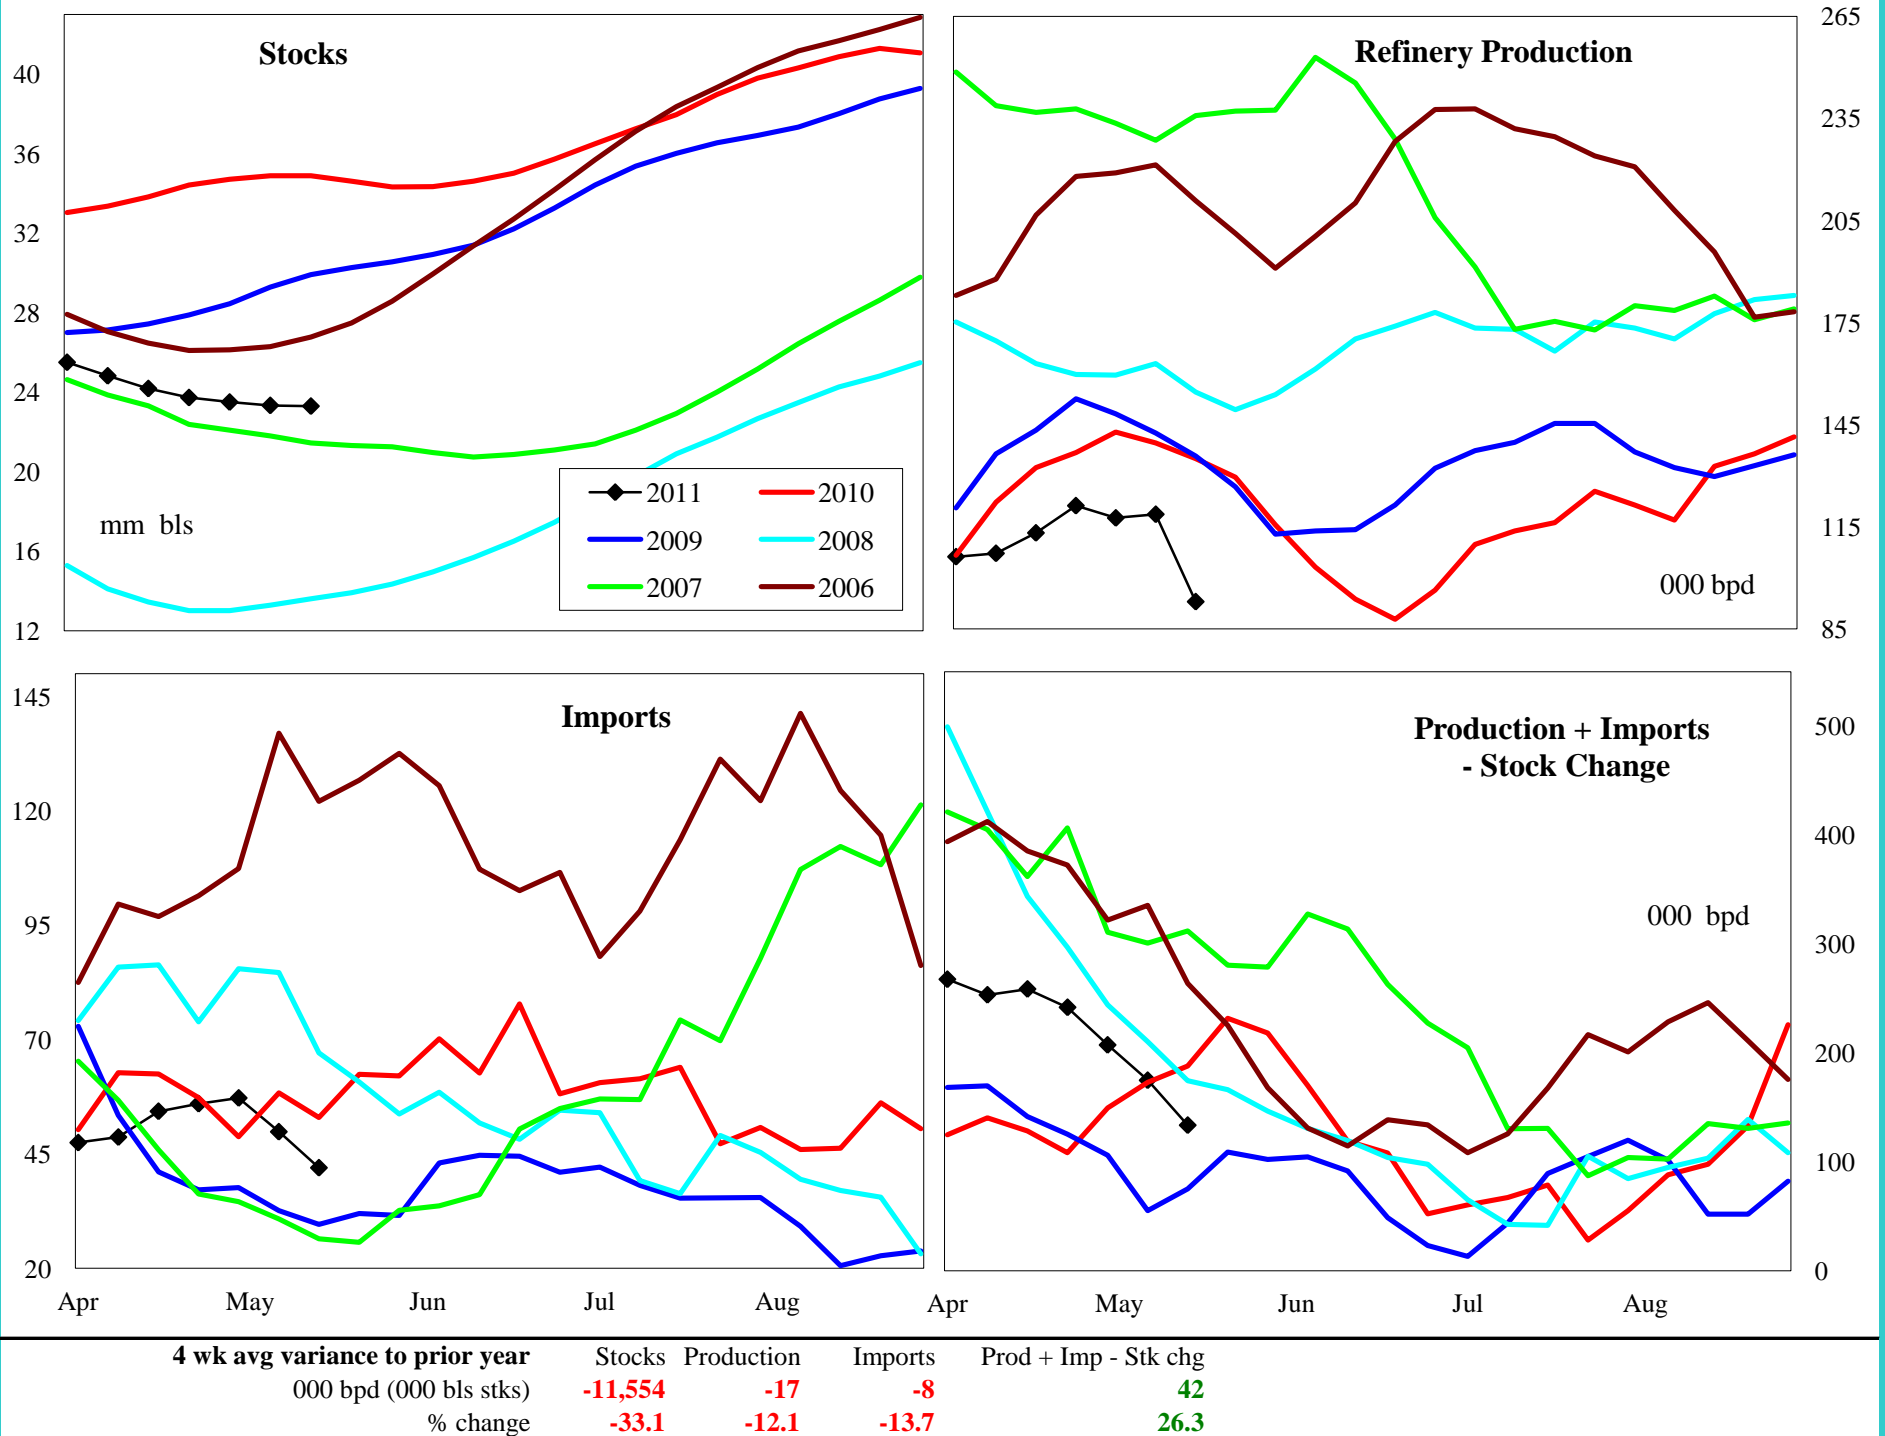 Stocks
40
36
32
28
24
20
16
12
mm bls
2011
2010
2009
2008
2007
2006
Refinery Production
265
235
205
175
145
115
85
000 bpd
Imports
145
120
95
70
45
20
Apr
May
Jun
Jul
Aug
Production + Imports
- Stock Change
500
400
300
200
100
0
000 bpd
Apr
May
Jun
Jul
Aug
4 wk avg variance to prior year Stocks Production Imports Prod + Imp - Stk chg
000 bpd (000 bls stks) -11,554 -17 -8 42
% change -33.1 -12.1 -13.7 26.3